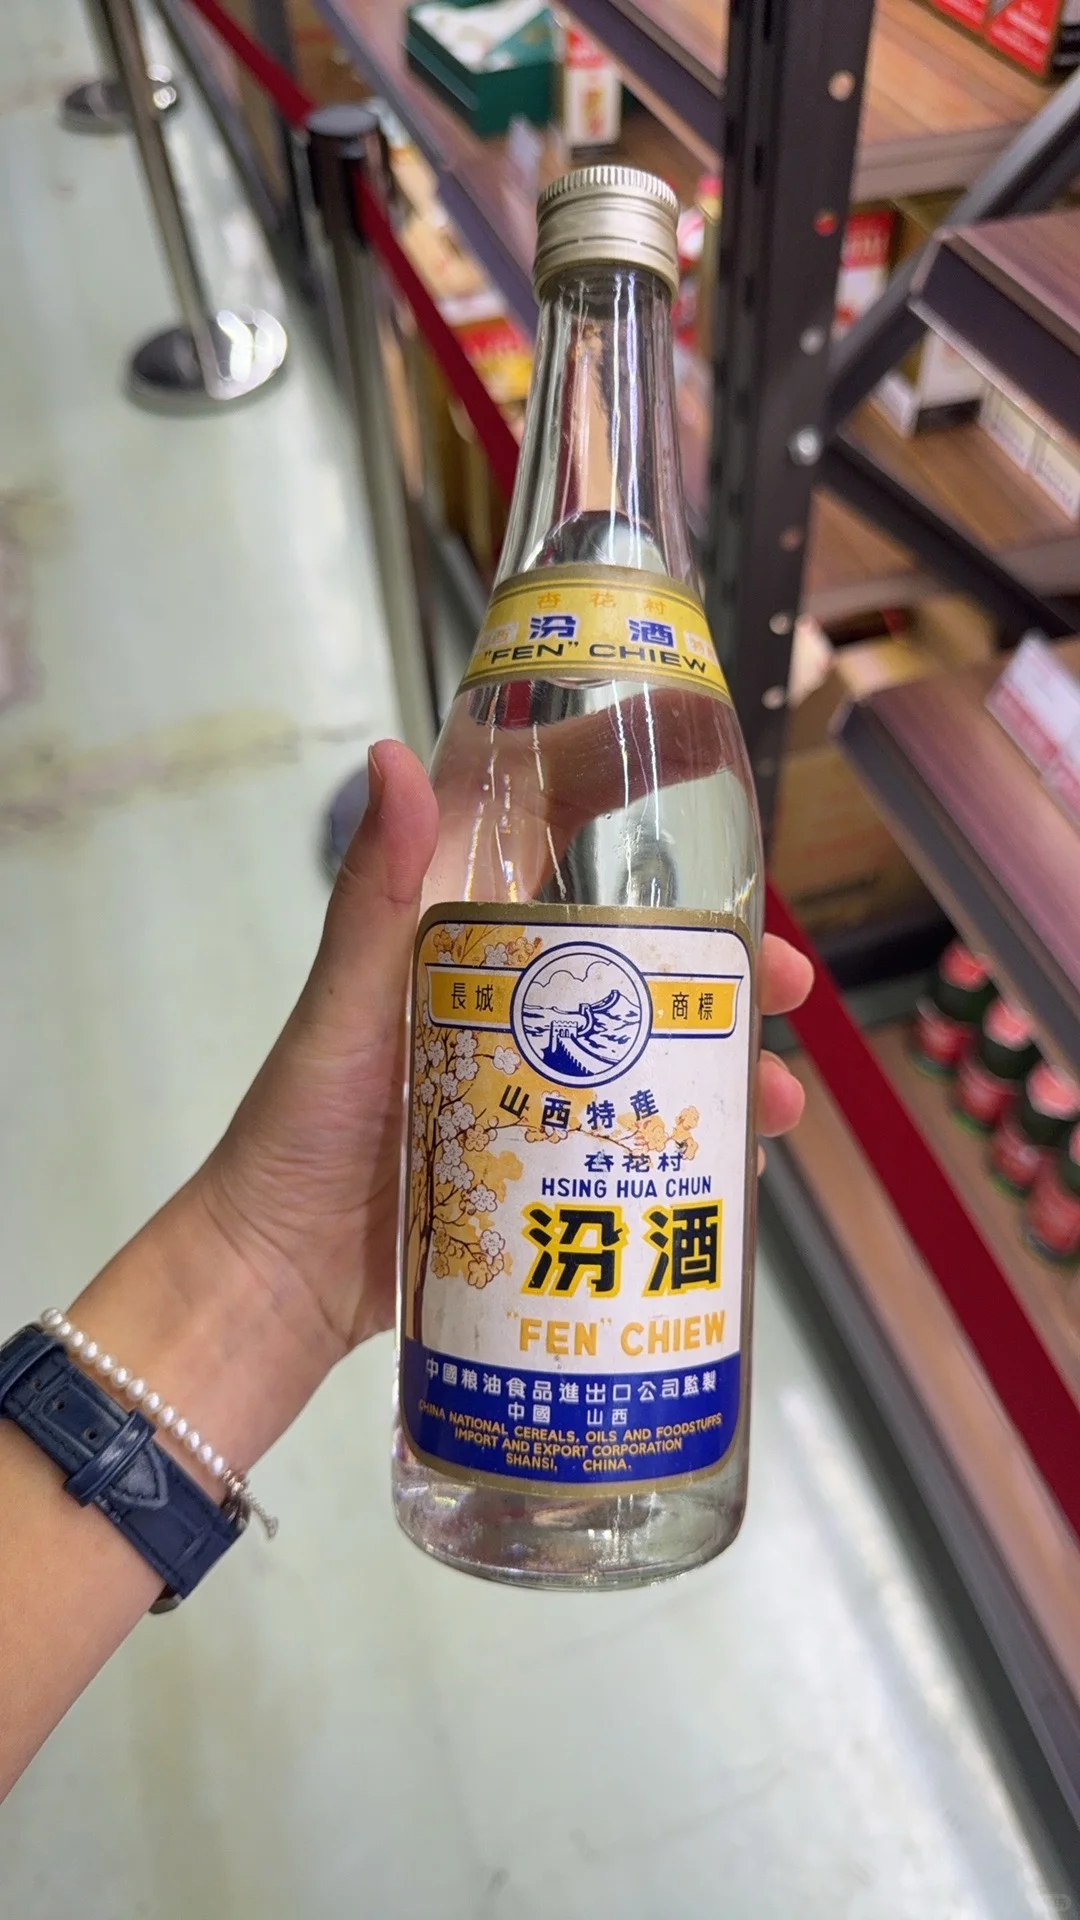 杏花村
山西 汾酒
"FEN" CHIEW
長城 商標
山西特產
杏花村
HSING HUA CHUN
汾酒
"FEN" CHIEW
中國粮油食品進出口公司監製
中國 山西
CHINA NATIONAL CEREALS, OILS AND FOODSTUFFS
IMPORT AND EXPORT CORPORATION
SHANSI, CHINA.